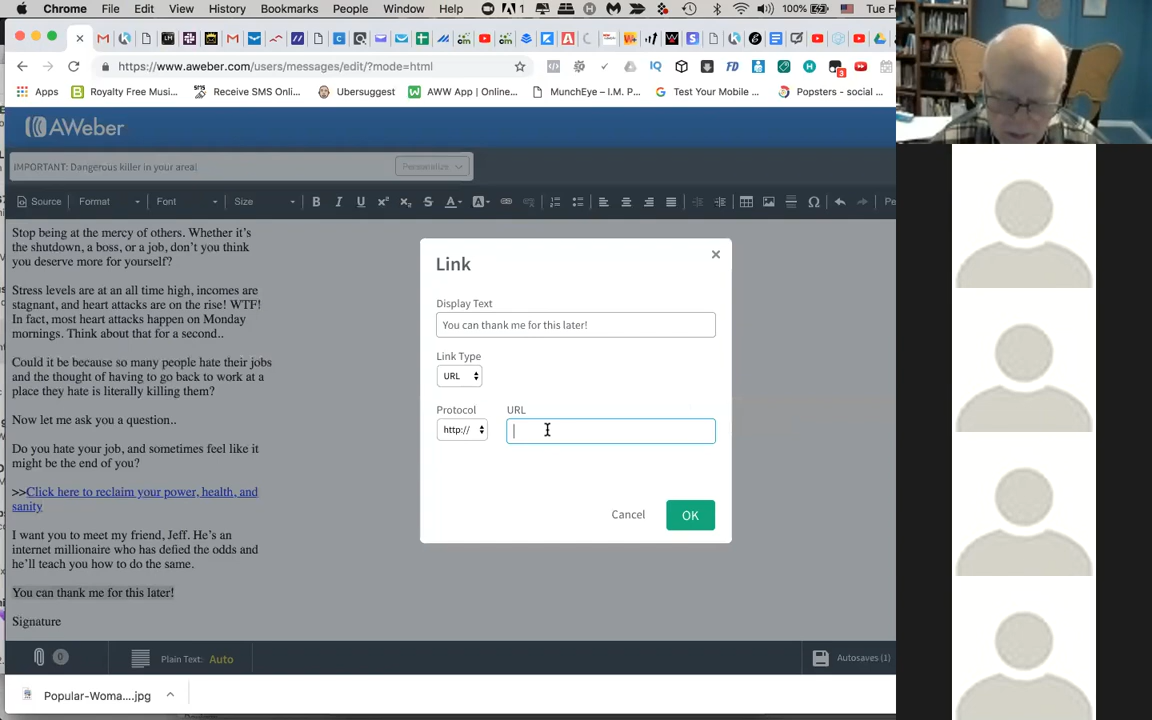 Chrome File Edit View History Bookmarks People Window Help 1 100% Tue F
https://www.aweber.com/users/messages/edit/?mode=html
Apps Royalty Free Musi... Receive SMS Onli... Ubersuggest AWW App | Online... MunchEye – I.M. P... Test Your Mobile ... Popsters - social ...
AWeber
IMPORTANT: Dangerous killer in your area Personalize
Source Format Font Size Pe
Stop being at the mercy of others. Whether it's
the shutdown, a boss, or a job, don't you think
you deserve more for yourself?
Stress levels are at an all time high, incomes are
stagnant, and heart attacks are on the rise! WTF!
In fact, most heart attacks happen on Monday
mornings. Think about that for a second..
Could it be because so many people hate their jobs
and the thought of having to go back to work at a
place they hate is literally killing them?
Now let me ask you a question..
Do you hate your job, and sometimes feel like it
might be the end of you?
>>Click here to reclaim your power, health, and
sanity
I want you to meet my friend, Jeff. He's an
internet millionaire who has defied the odds and
he'll teach you how to do the same.
You can thank me for this later!
Signature
Link
Display Text
You can thank me for this later!
Link Type
URL
Protocol URL
http://
Cancel OK
0 Plain Text: Auto Autosaves (1)
Popular-Woma....jpg